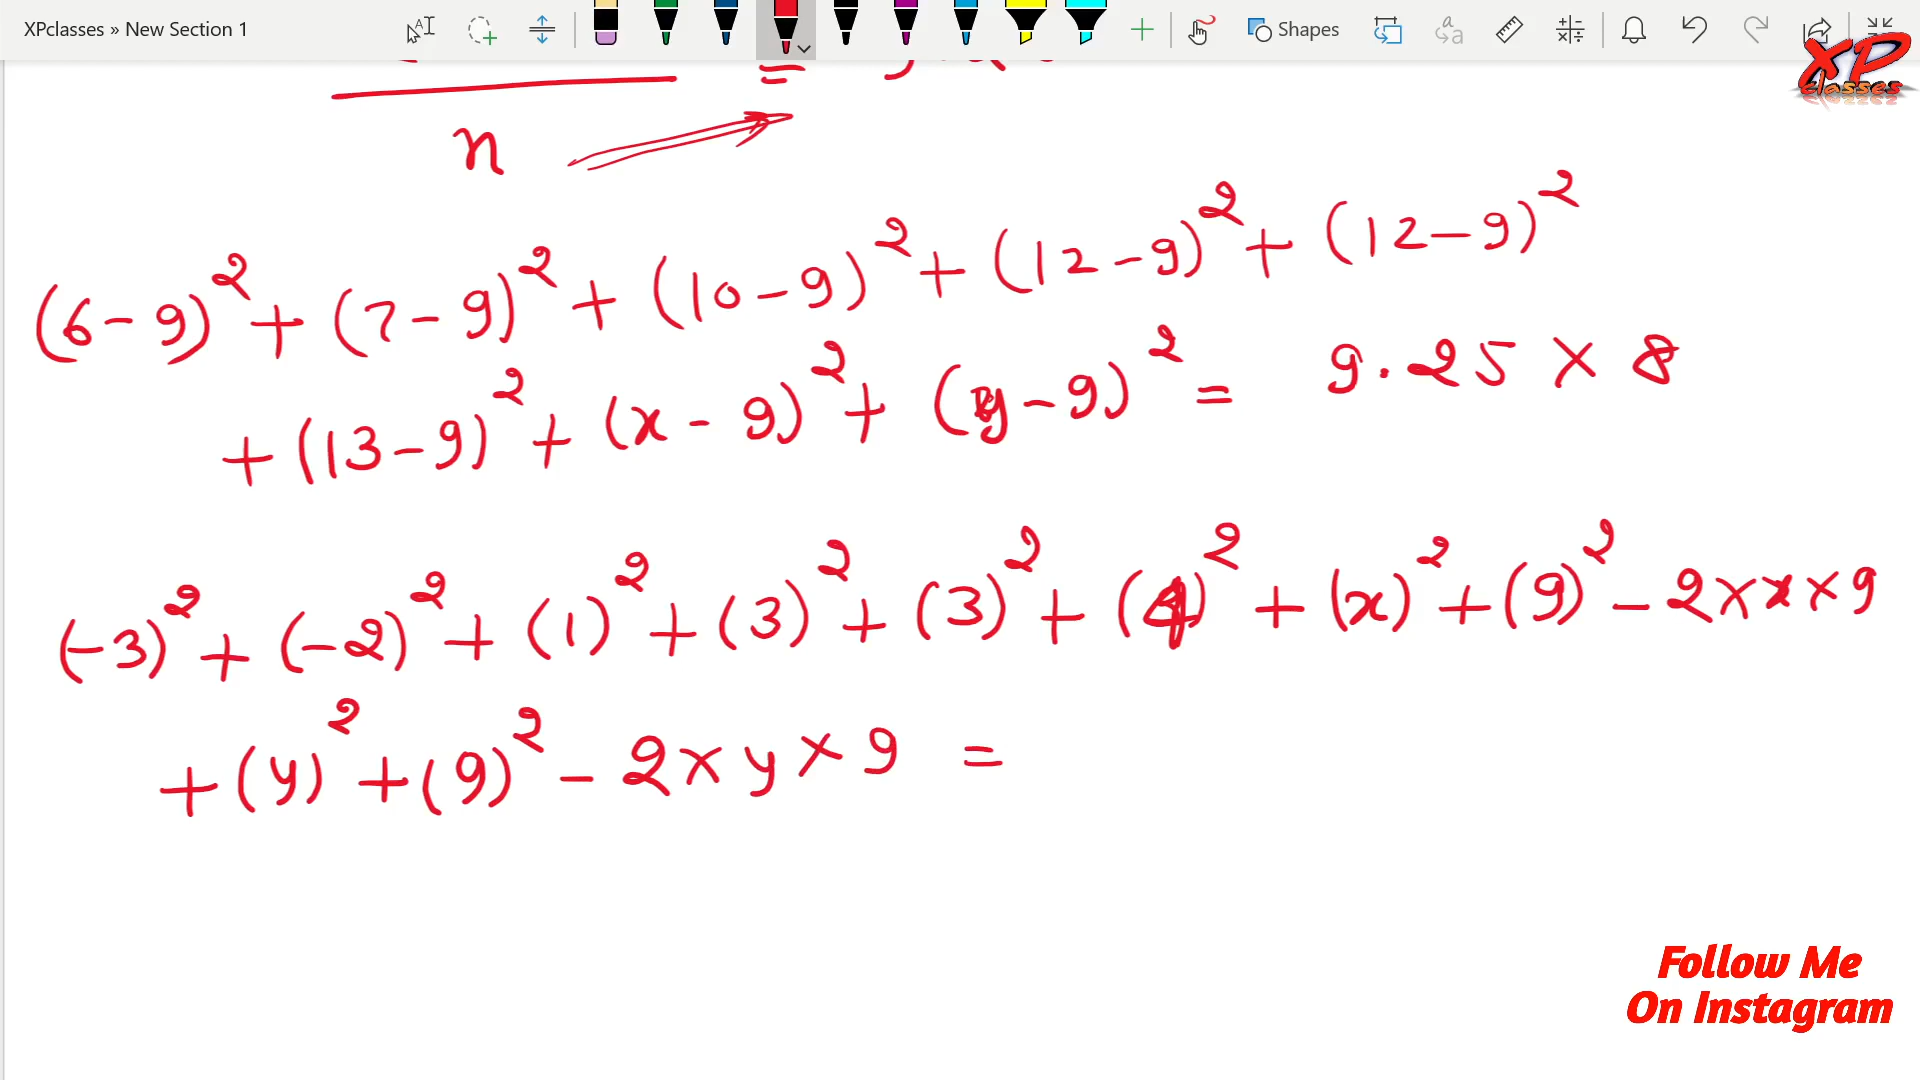 XPclasses » New Section 1
Shapes
XP
classes
n
(6-9)² + (7-9)² + (10-9)² + (12-9)² + (12-9)²
+ (13-9)² + (x-9)² + (y-9)² = 9.25 × 8
(-3)² + (-2)² + (1)² + (3)² + (3)² + (4)² + (x)² + (9)² - 2×x×9
+ (y)² + (9)² - 2×y×9 =
Follow Me
On Instagram